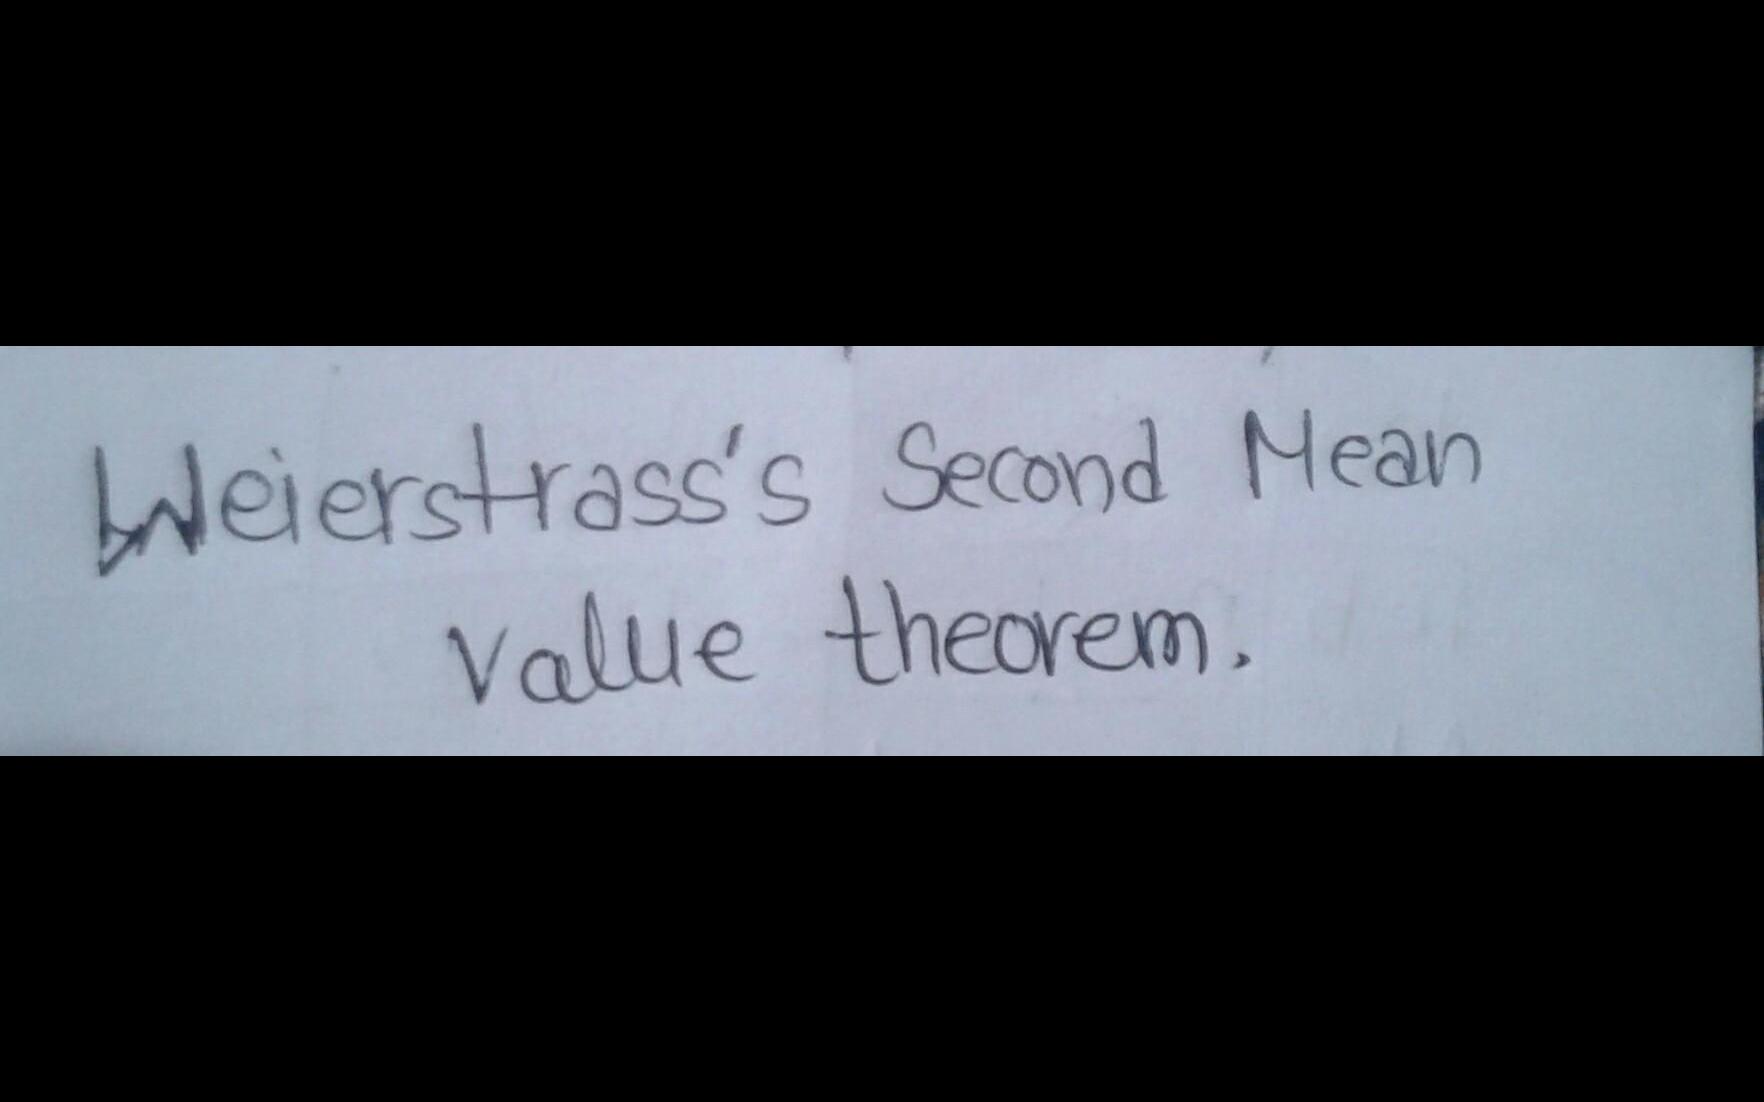 Weierstrass's Second Mean
value theorem.